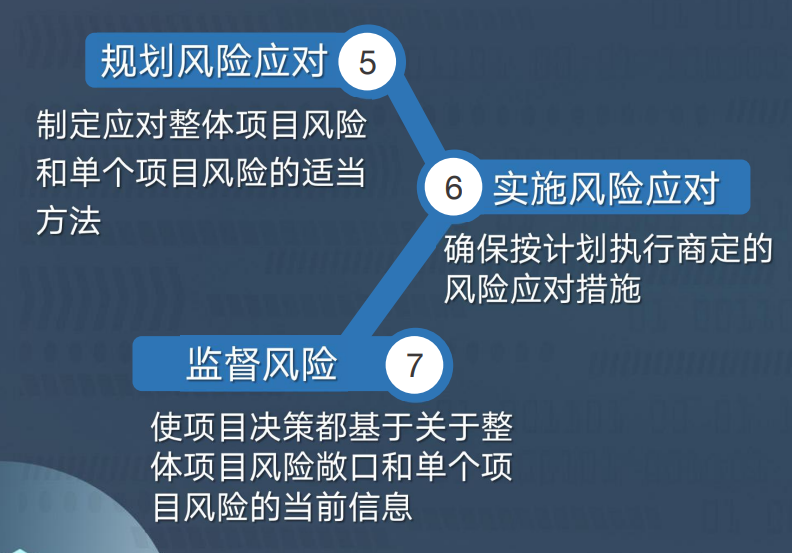 规划风险应对 5
制定应对整体项目风险
和单个项目风险的适当
方法
6 实施风险应对
确保按计划执行商定的
风险应对措施
监督风险 7
使项目决策都基于关于整
体项目风险敞口和单个项
目风险的当前信息